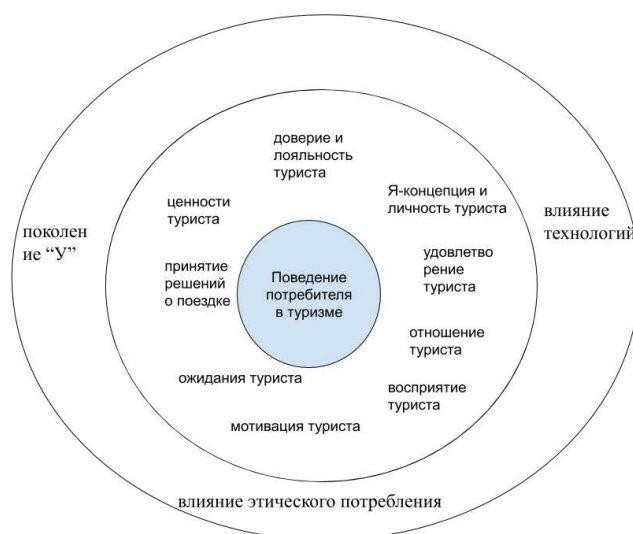 доверие и
лояльность
туриста
Я-концепция и
личность туриста
ценности
туриста
влияние
технологий
поколен
ие “У”
удовлетво
рение
туриста
принятие
решений
о поездке
Поведение
потребителя
в туризме
отношение
туриста
ожидания туриста
восприятие
туриста
мотивация туриста
влияние этического потребления